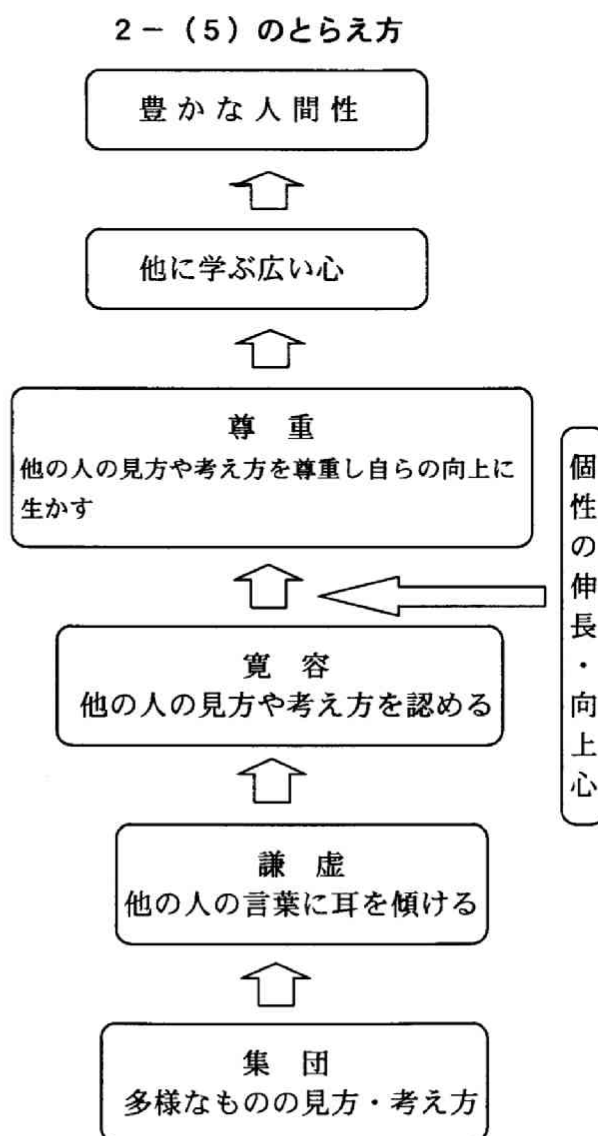 2－(5)のとらえ方
豊かな人間性
他に学ぶ広い心
尊　重
他の人の見方や考え方を尊重し自らの向上に
生かす
個性の伸長・向上心
寛　容
他の人の見方や考え方を認める
謙　虚
他の人の言葉に耳を傾ける
集　団
多様なものの見方・考え方